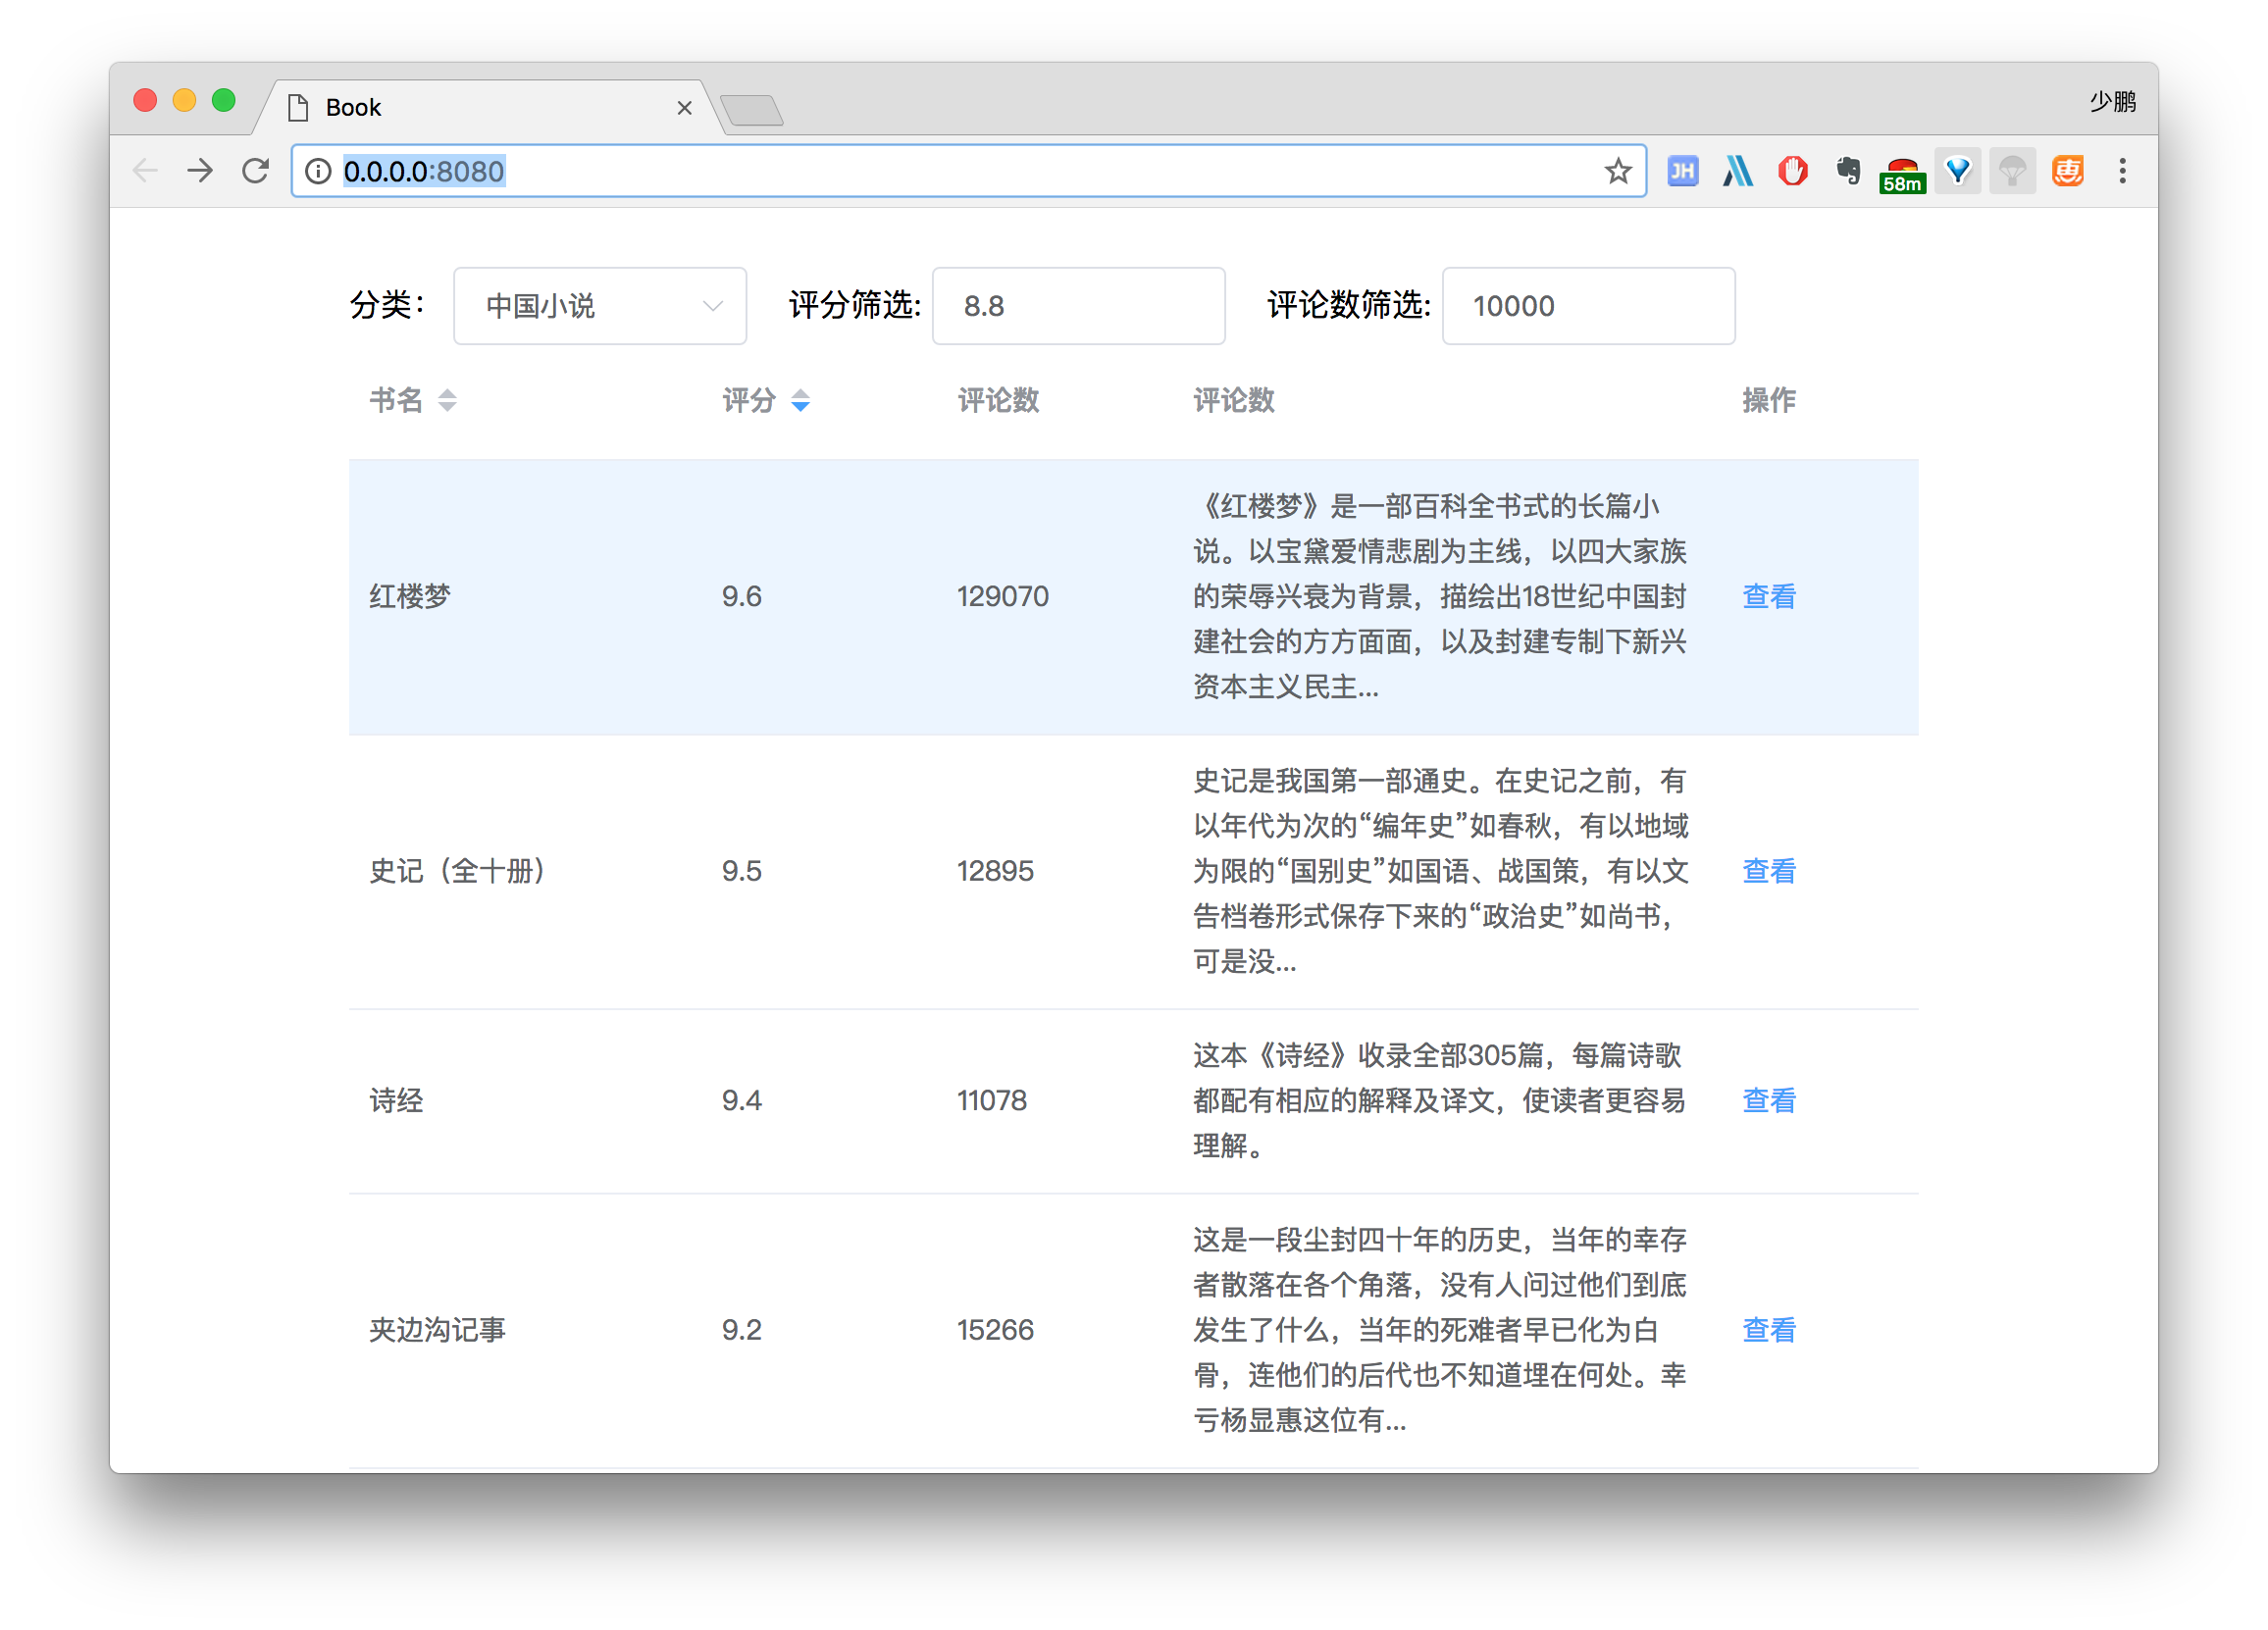 Book
少鹏
0.0.0.0:8080
JH
58m
惠
分类：
中国小说
评分筛选:
8.8
评论数筛选:
10000
书名
评分
评论数
评论数
操作
红楼梦
9.6
129070
《红楼梦》是一部百科全书式的长篇小
说。以宝黛爱情悲剧为主线，以四大家族
的荣辱兴衰为背景，描绘出18世纪中国封
建社会的方方面面，以及封建专制下新兴
资本主义民主...
查看
史记（全十册）
9.5
12895
史记是我国第一部通史。在史记之前，有
以年代为次的“编年史”如春秋，有以地域
为限的“国别史”如国语、战国策，有以文
告档卷形式保存下来的“政治史”如尚书，
可是没...
查看
诗经
9.4
11078
这本《诗经》收录全部305篇，每篇诗歌
都配有相应的解释及译文，使读者更容易
理解。
查看
夹边沟记事
9.2
15266
这是一段尘封四十年的历史，当年的幸存
者散落在各个角落，没有人问过他们到底
发生了什么，当年的死难者早已化为白
骨，连他们的后代也不知道埋在何处。幸
亏杨显惠这位有...
查看